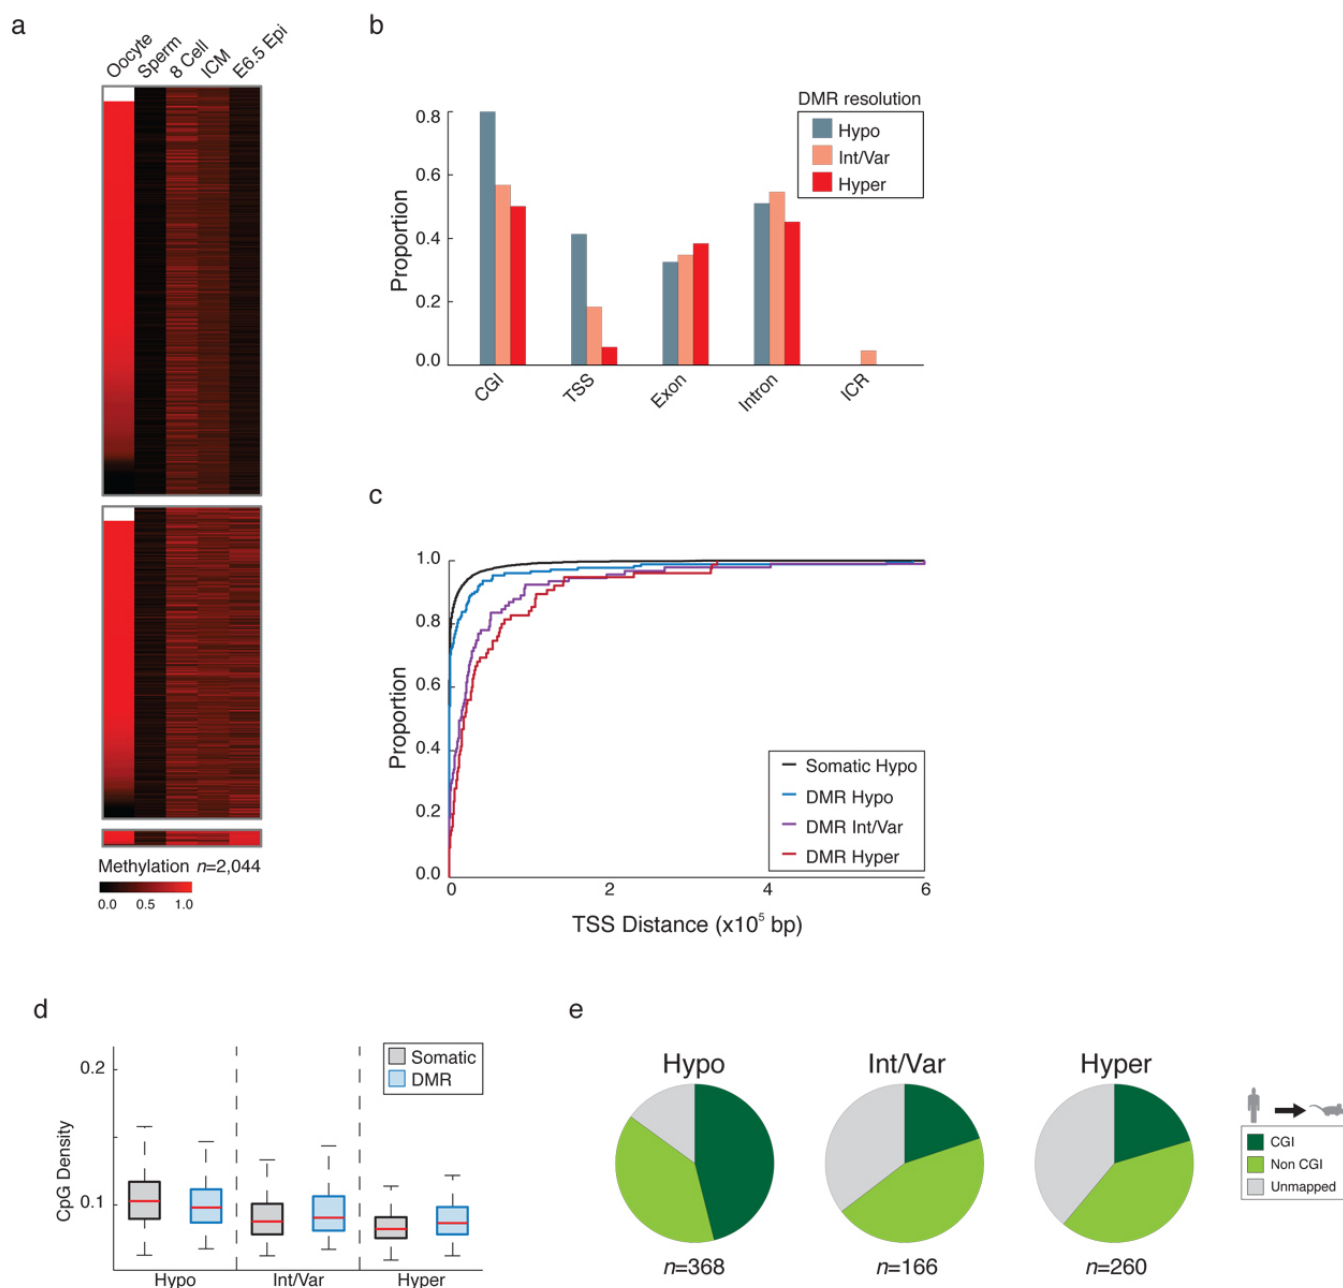 a
Oocyte
Sperm
8 Cell
ICM
E6.5 Epi
Methylation n=2,044
0.0 0.5 1.0
b
DMR resolution
Hypo
Int/Var
Hyper
Proportion
0.8
0.6
0.4
0.2
0.0
CGI
TSS
Exon
Intron
ICR
c
Proportion
1.0
0.8
0.6
0.4
0.2
0.0
Somatic Hypo
DMR Hypo
DMR Int/Var
DMR Hyper
0 2 4 6
TSS Distance (x10⁵ bp)
d
CpG Density
0.2
0.1
Somatic
DMR
Hypo Int/Var Hyper
e
Hypo Int/Var Hyper
CGI
Non CGI
Unmapped
n=368 n=166 n=260